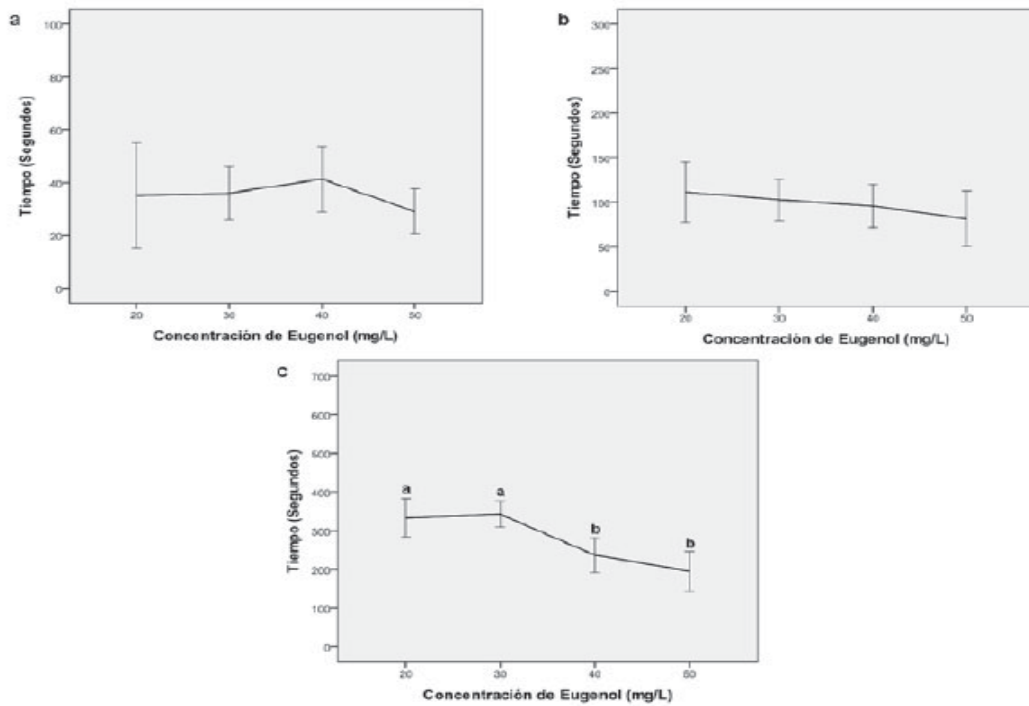 a
100
80
60
40
20
0
Tiempo (Segundos)
20 30 40 50
Concentración de Eugenol (mg/L)
b
300
250
200
150
100
50
0
Tiempo (Segundos)
20 30 40 50
Concentración de Eugenol (mg/L)
c
700
600
500
400
300
200
100
0
Tiempo (Segundos)
a a b b
20 30 40 50
Concentración de Eugenol (mg/L)